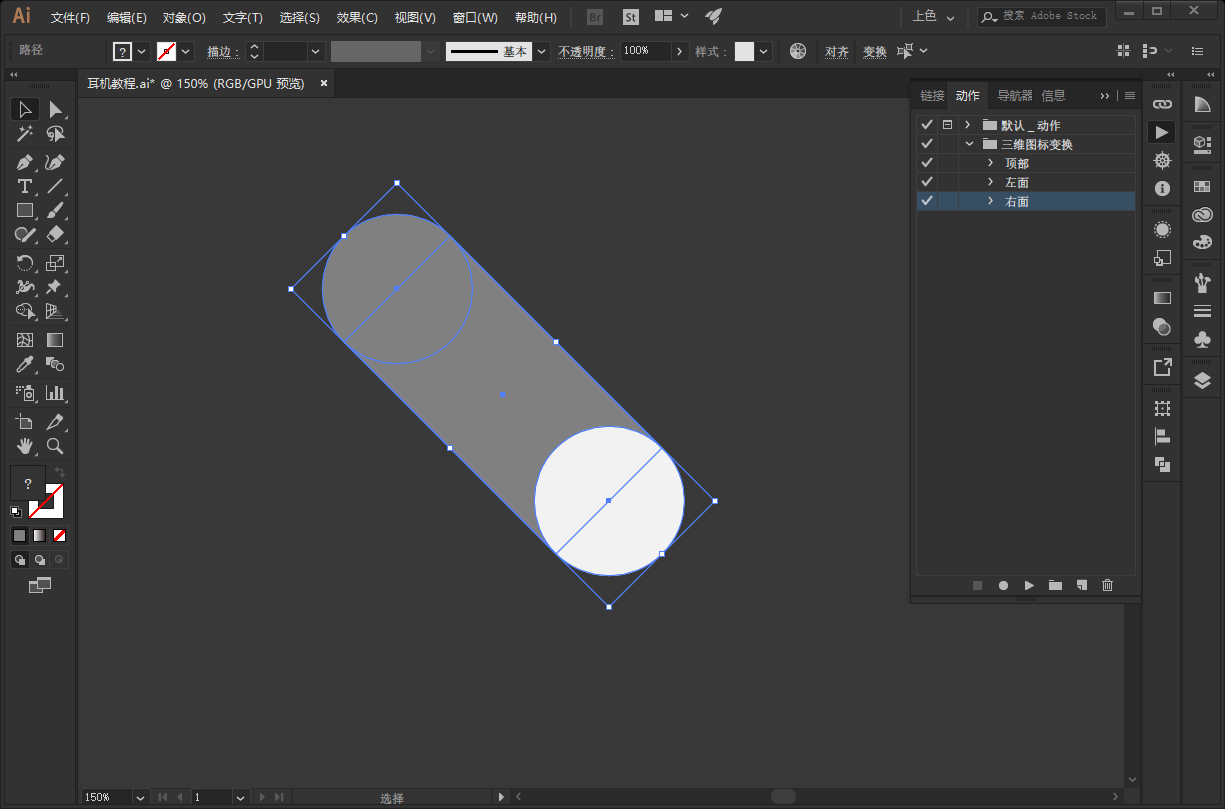 Ai 文件(F) 编辑(E) 对象(O) 文字(T) 选择(S) 效果(C) 视图(V) 窗口(W) 帮助(H) Br St 上色 搜索 Adobe Stock
路径 ? 描边： 基本 不透明度： 100% 样式： 对齐 变换
耳机教程.ai* @ 150% (RGB/GPU 预览) ×
链接 动作 导航器 信息
默认 _ 动作
三维图标变换
顶部
左面
右面
?
150% 1 选择